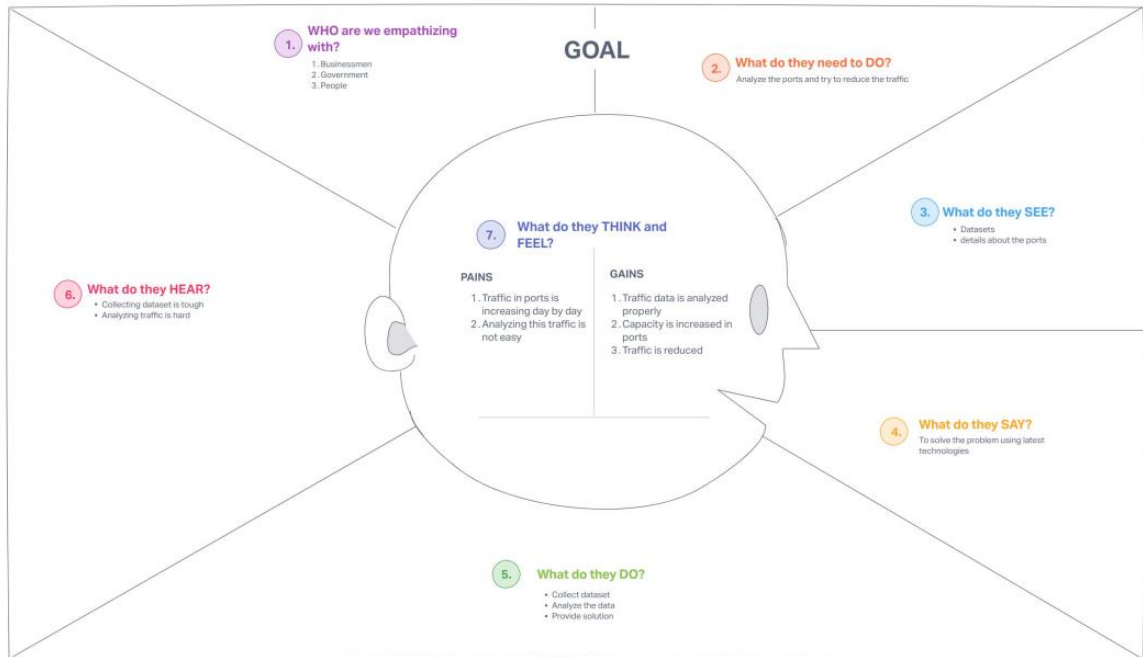 GOAL
1.
WHO are we empathizing
with?
1. Businessmen
2. Government
3. People
2.
What do they need to DO?
Analyze the ports and try to reduce the traffic
3.
What do they SEE?
• Datasets
• details about the ports
4.
What do they SAY?
To solve the problem using latest
technologies
5.
What do they DO?
• Collect dataset
• Analyze the data
• Provide solution
6.
What do they HEAR?
• Collecting dataset is tough
• Analyzing traffic is hard
7.
What do they THINK and
FEEL?
PAINS
1. Traffic in ports is
increasing day by day
2. Analyzing this traffic is
not easy
GAINS
1. Traffic data is analyzed
properly
2. Capacity is increased in
ports
3. Traffic is reduced